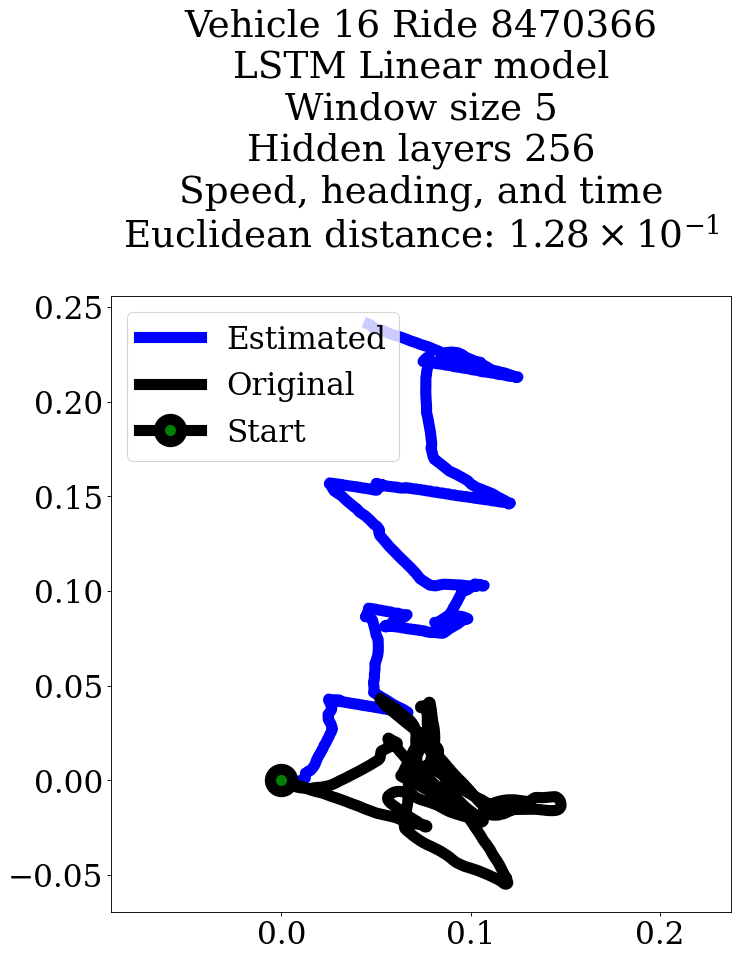 Vehicle 16 Ride 8470366
LSTM Linear model
Window size 5
Hidden layers 256
Speed, heading, and time
Euclidean distance: 1.28 × 10⁻¹
0.25
0.20
0.15
0.10
0.05
0.00
−0.05
Estimated
Original
Start
0.0 0.1 0.2